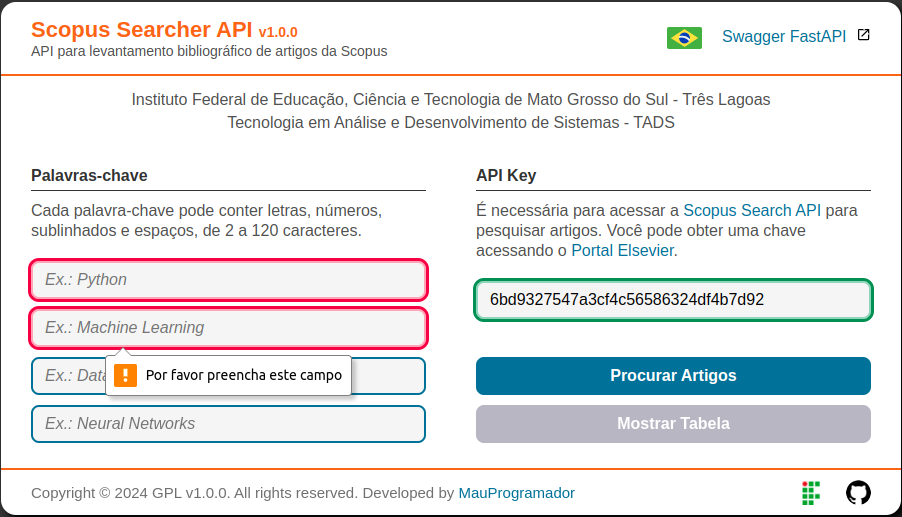 Scopus Searcher API v1.0.0
API para levantamento bibliográfico de artigos da Scopus
Swagger FastAPI
Instituto Federal de Educação, Ciência e Tecnologia de Mato Grosso do Sul - Três Lagoas
Tecnologia em Análise e Desenvolvimento de Sistemas - TADS
Palavras-chave
Cada palavra-chave pode conter letras, números,
sublinhados e espaços, de 2 a 120 caracteres.
Ex.: Python
Ex.: Machine Learning
Ex.: Data
Por favor preencha este campo
Ex.: Neural Networks
API Key
É necessária para acessar a Scopus Search API para
pesquisar artigos. Você pode obter uma chave
acessando o Portal Elsevier.
6bd9327547a3cf4c56586324df4b7d92
Procurar Artigos
Mostrar Tabela
Copyright © 2024 GPL v1.0.0. All rights reserved. Developed by MauProgramador